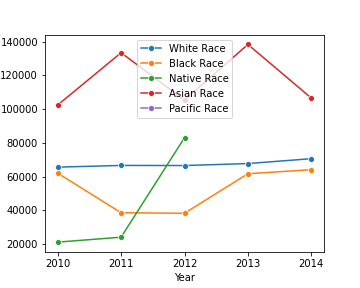 140000
120000
100000
80000
60000
40000
20000
White Race
Black Race
Native Race
Asian Race
Pacific Race
2010 2011 2012 2013 2014
Year